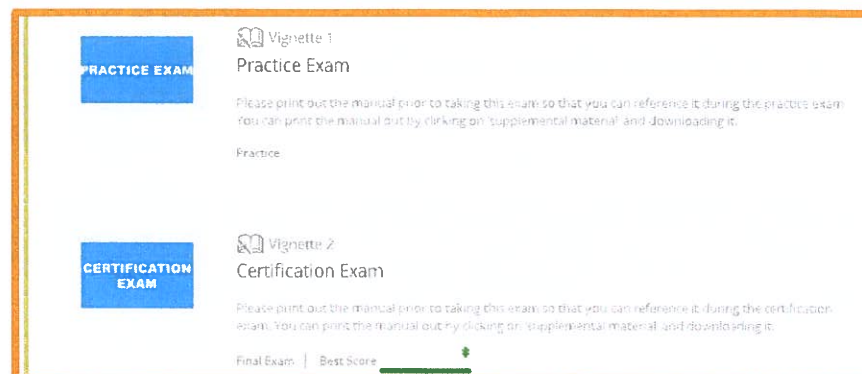 PRACTICE EXAM
Vignette 1
Practice Exam
Please print out the manual prior to taking this exam so that you can reference it during the practice exam
You can print the manual out by clicking on 'supplemental material' and downloading it.
Practice
CERTIFICATION
EXAM
Vignette 2
Certification Exam
Please print out the manual prior to taking this exam so that you can reference it during the certification
exam. You can print the manual out by clicking on 'supplemental material' and downloading it.
Final Exam | Best Score